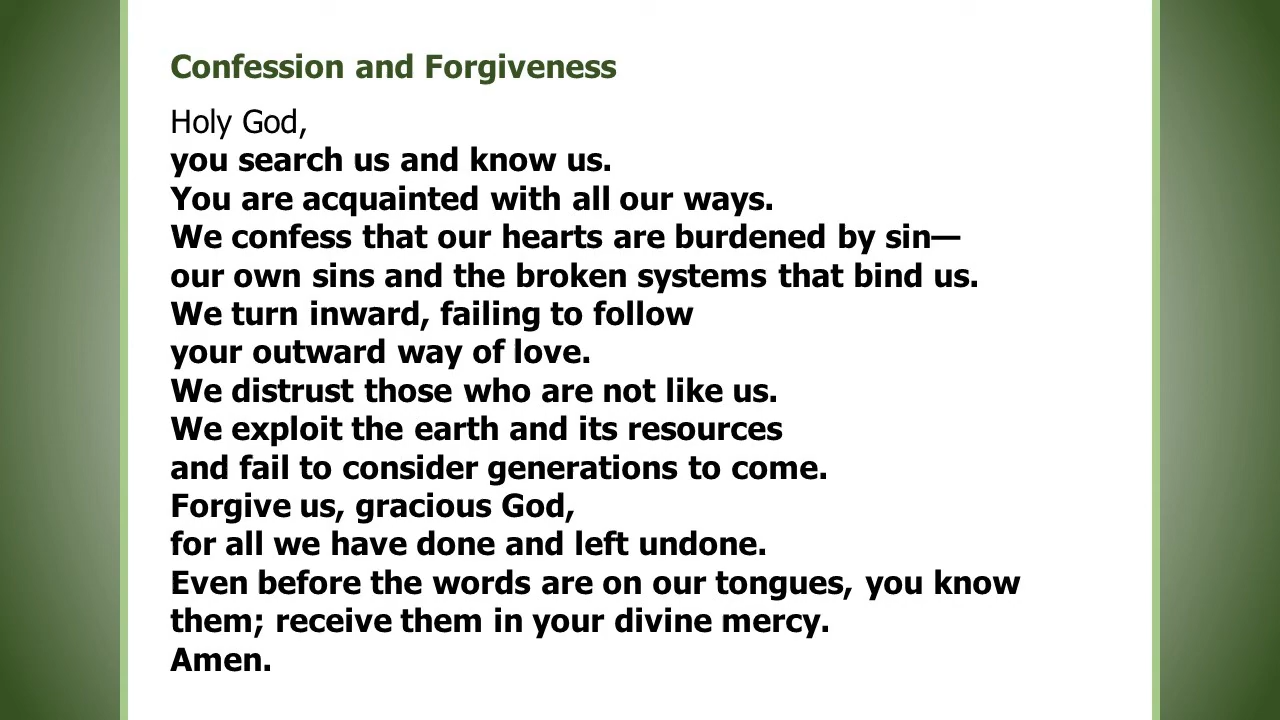 Confession and Forgiveness
Holy God,
you search us and know us.
You are acquainted with all our ways.
We confess that our hearts are burdened by sin—
our own sins and the broken systems that bind us.
We turn inward, failing to follow
your outward way of love.
We distrust those who are not like us.
We exploit the earth and its resources
and fail to consider generations to come.
Forgive us, gracious God,
for all we have done and left undone.
Even before the words are on our tongues, you know
them; receive them in your divine mercy.
Amen.